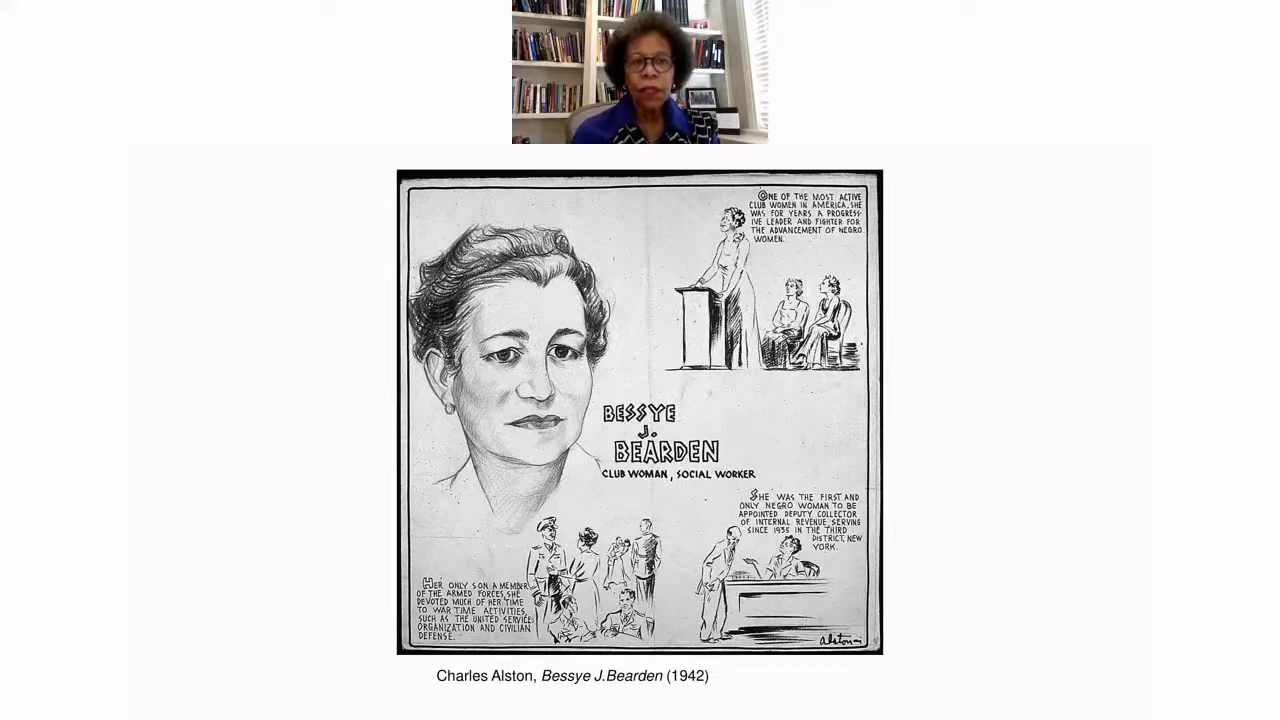 ONE OF THE MOST ACTIVE
CLUB WOMEN IN AMERICA, SHE
WAS FOR YEARS A PROGRESS-
IVE LEADER AND FIGHTER FOR
THE ADVANCEMENT OF NEGRO
WOMEN.
BESSYE
J.
BEARDEN
CLUB WOMAN, SOCIAL WORKER
SHE WAS THE FIRST AND
ONLY NEGRO WOMAN TO BE
APPOINTED DEPUTY COLLECTOR
OF INTERNAL REVENUE, SERVING
SINCE 1935 IN THE THIRD
DISTRICT, NEW
YORK.
HER ONLY SON A MEMBER
OF THE ARMED FORCES, SHE
DEVOTED MUCH OF HER TIME
TO WAR TIME ACTIVITIES,
SUCH AS THE UNITED SERVICE
ORGANIZATION AND CIVILIAN
DEFENSE.
Alston
Charles Alston, Bessye J.Bearden (1942)